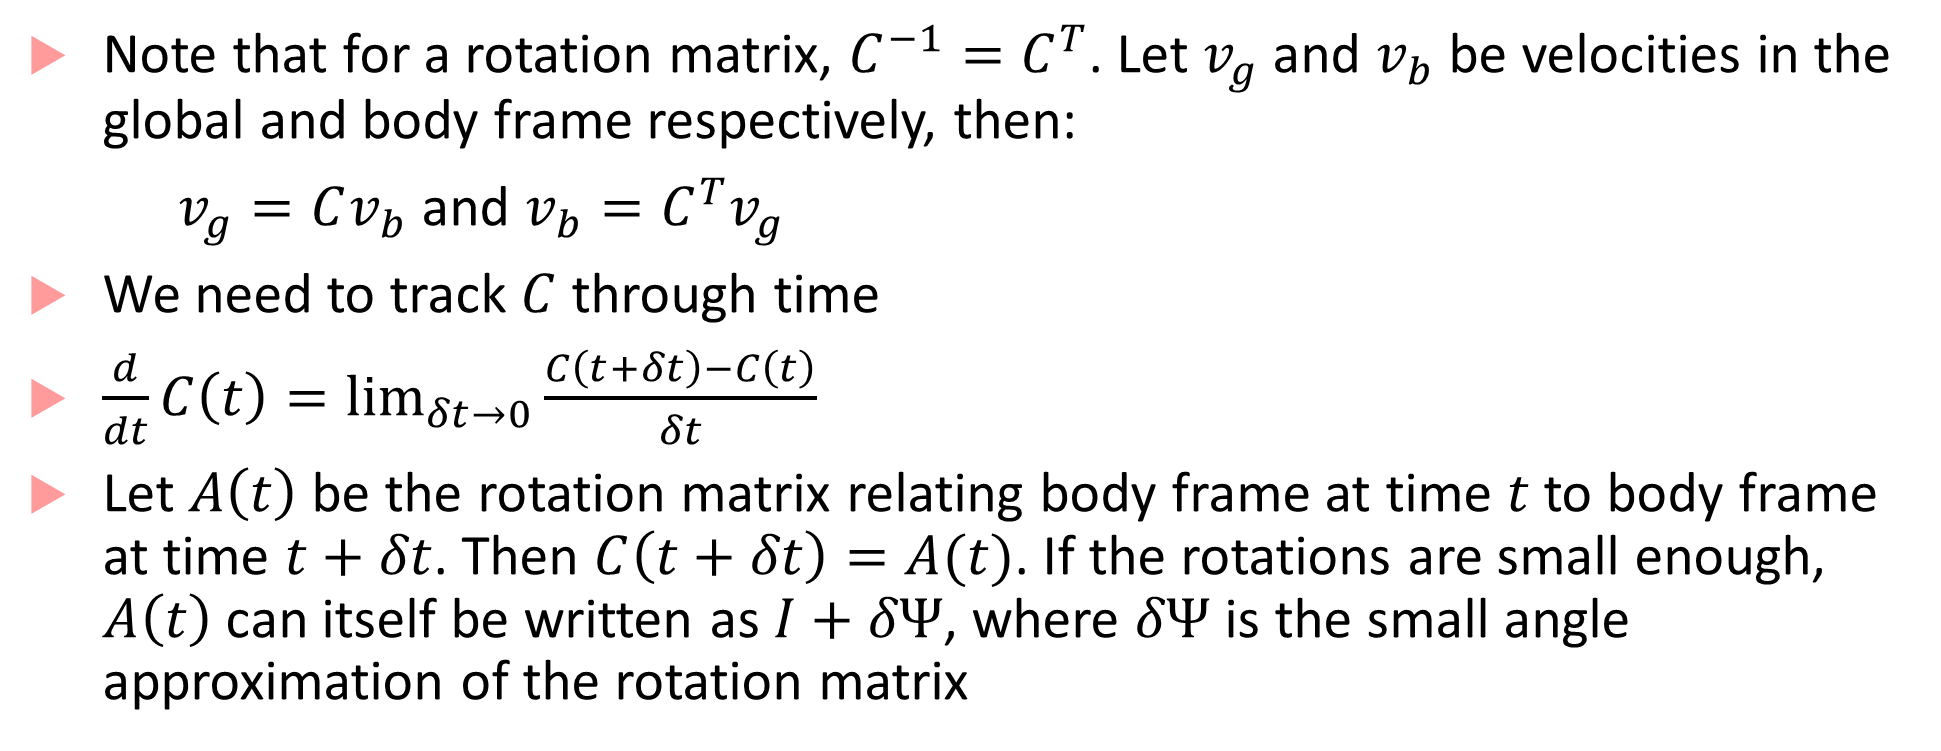 Note that for a rotation matrix, C⁻¹ = Cᵀ. Let v_g and v_b be velocities in the
global and body frame respectively, then:
v_g = Cv_b and v_b = Cᵀv_g
We need to track C through time
d/dt C(t) = lim_{δt→0} (C(t+δt)−C(t))/δt
Let A(t) be the rotation matrix relating body frame at time t to body frame
at time t + δt. Then C(t + δt) = A(t). If the rotations are small enough,
A(t) can itself be written as I + δΨ, where δΨ is the small angle
approximation of the rotation matrix